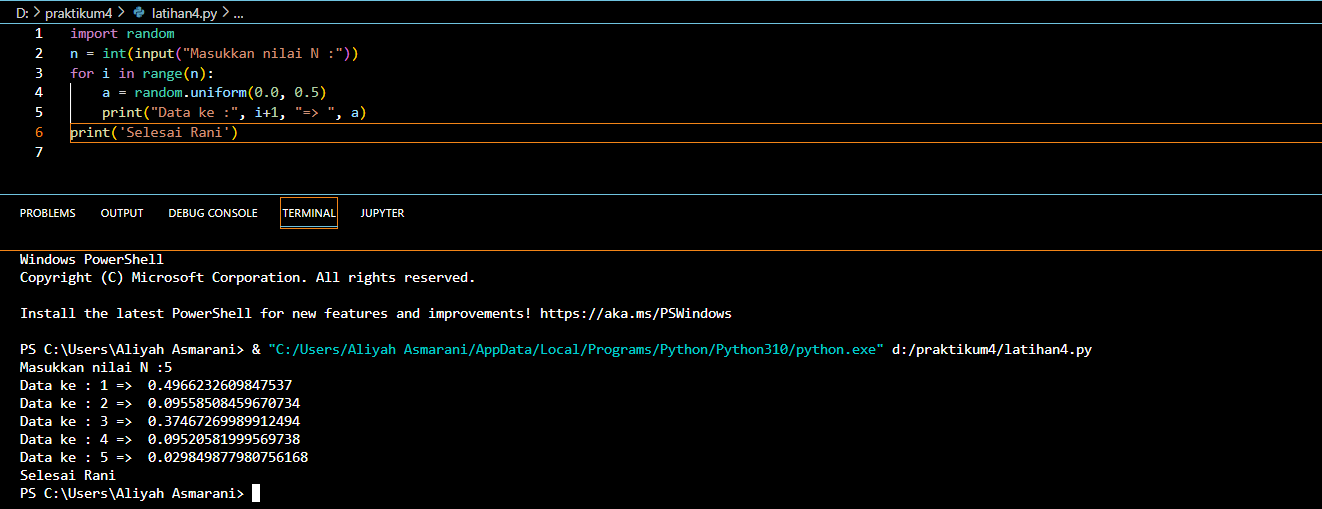 D: > praktikum4 > latihan4.py > ...
1 import random
2 n = int(input("Masukkan nilai N :"))
3 for i in range(n):
4     a = random.uniform(0.0, 0.5)
5     print("Data ke :", i+1, "=> ", a)
6 print('Selesai Rani')
7
PROBLEMS OUTPUT DEBUG CONSOLE TERMINAL JUPYTER
Windows PowerShell
Copyright (C) Microsoft Corporation. All rights reserved.
Install the latest PowerShell for new features and improvements! https://aka.ms/PSWindows
PS C:\Users\Aliyah Asmarani> & "C:/Users/Aliyah Asmarani/AppData/Local/Programs/Python/Python310/python.exe" d:/praktikum4/latihan4.py
Masukkan nilai N :5
Data ke : 1 =>  0.4966232609847537
Data ke : 2 =>  0.09558508459670734
Data ke : 3 =>  0.37467269989912494
Data ke : 4 =>  0.09520581999569738
Data ke : 5 =>  0.029849877980756168
Selesai Rani
PS C:\Users\Aliyah Asmarani>